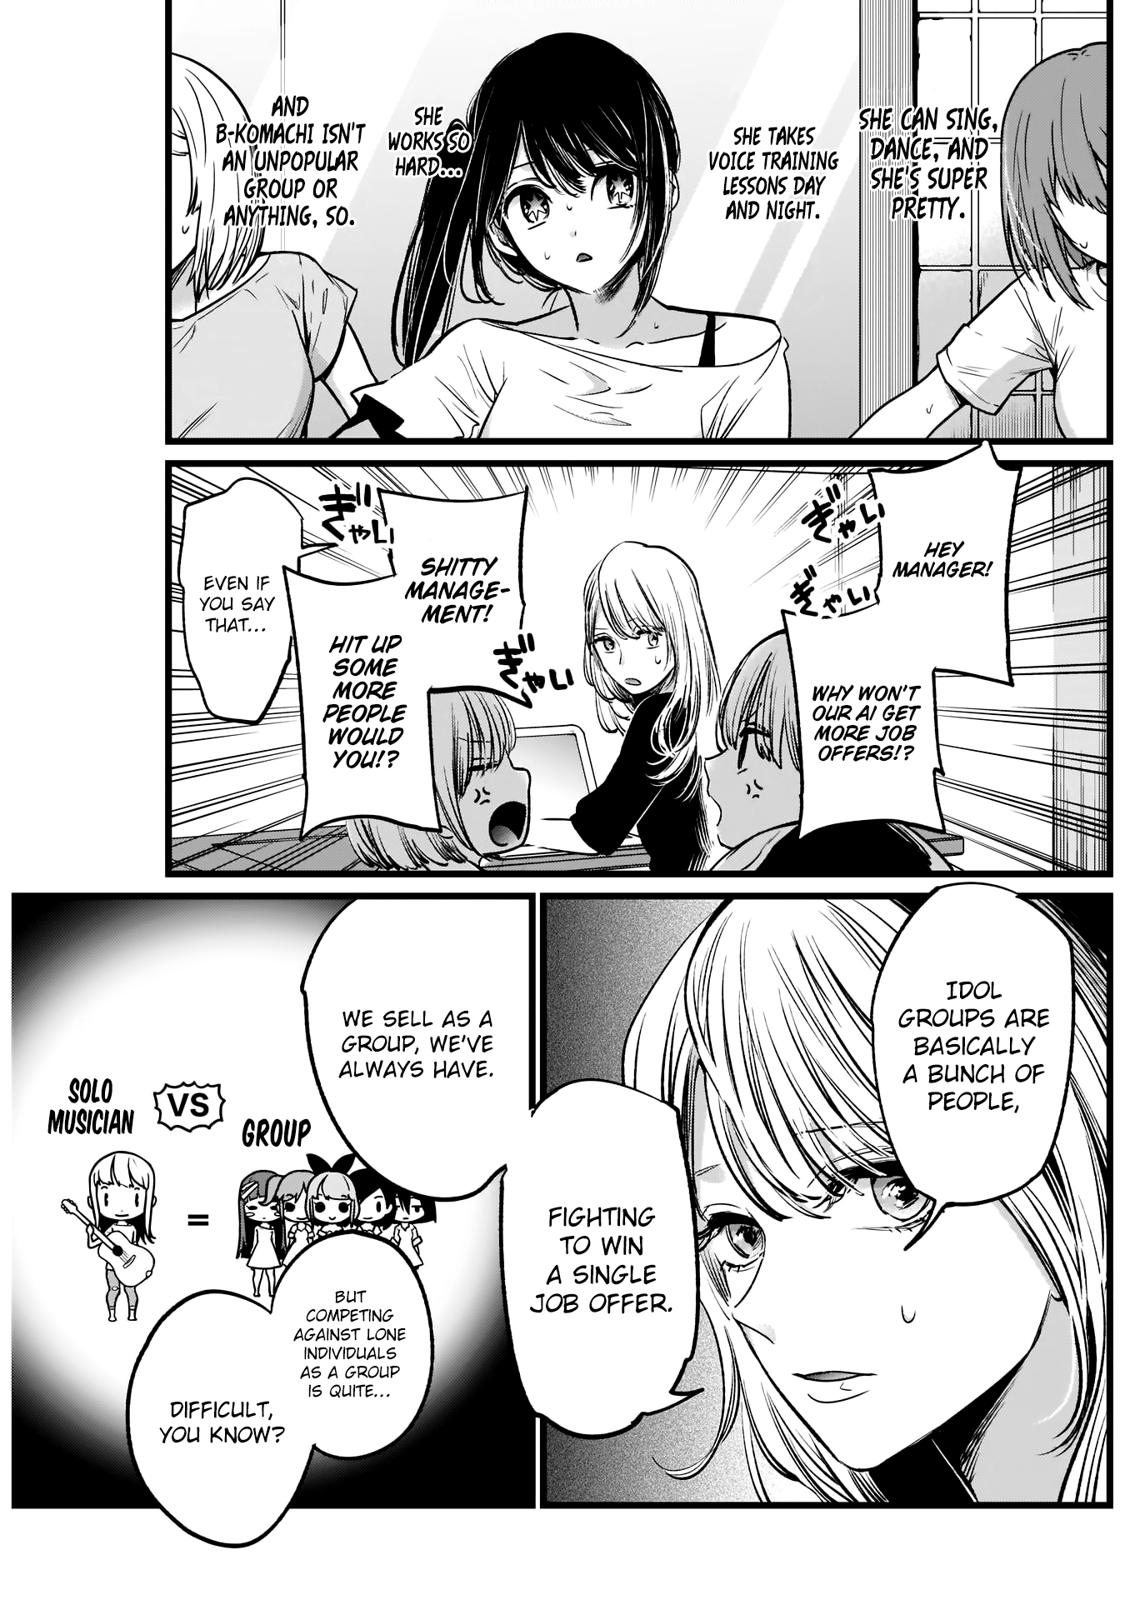 SHE CAN SING,
DANCE, AND
SHE'S SUPER
PRETTY.
SHE TAKES
VOICE TRAINING
LESSONS DAY
AND NIGHT.
SHE
WORKS SO
HARD...
AND
B-KOMACHI ISN'T
AN UNPOPULAR
GROUP OR
ANYTHING, SO.
HEY
MANAGER!
WHY WON'T
OUR AI GET
MORE JOB
OFFERS!?
ぎゃい
ぎゃい
SHITTY
MANAGE-
MENT!
HIT UP
SOME
MORE
PEOPLE
WOULD
YOU!?
ぎゃい
ぎゃい
EVEN IF
YOU SAY
THAT...
IDOL
GROUPS ARE
BASICALLY
A BUNCH OF
PEOPLE,
FIGHTING
TO WIN
A SINGLE
JOB OFFER.
WE SELL AS A
GROUP, WE'VE
ALWAYS HAVE.
SOLO
MUSICIAN
VS
GROUP
=
BUT
COMPETING
AGAINST LONE
INDIVIDUALS
AS A GROUP
IS QUITE...
DIFFICULT,
YOU KNOW?